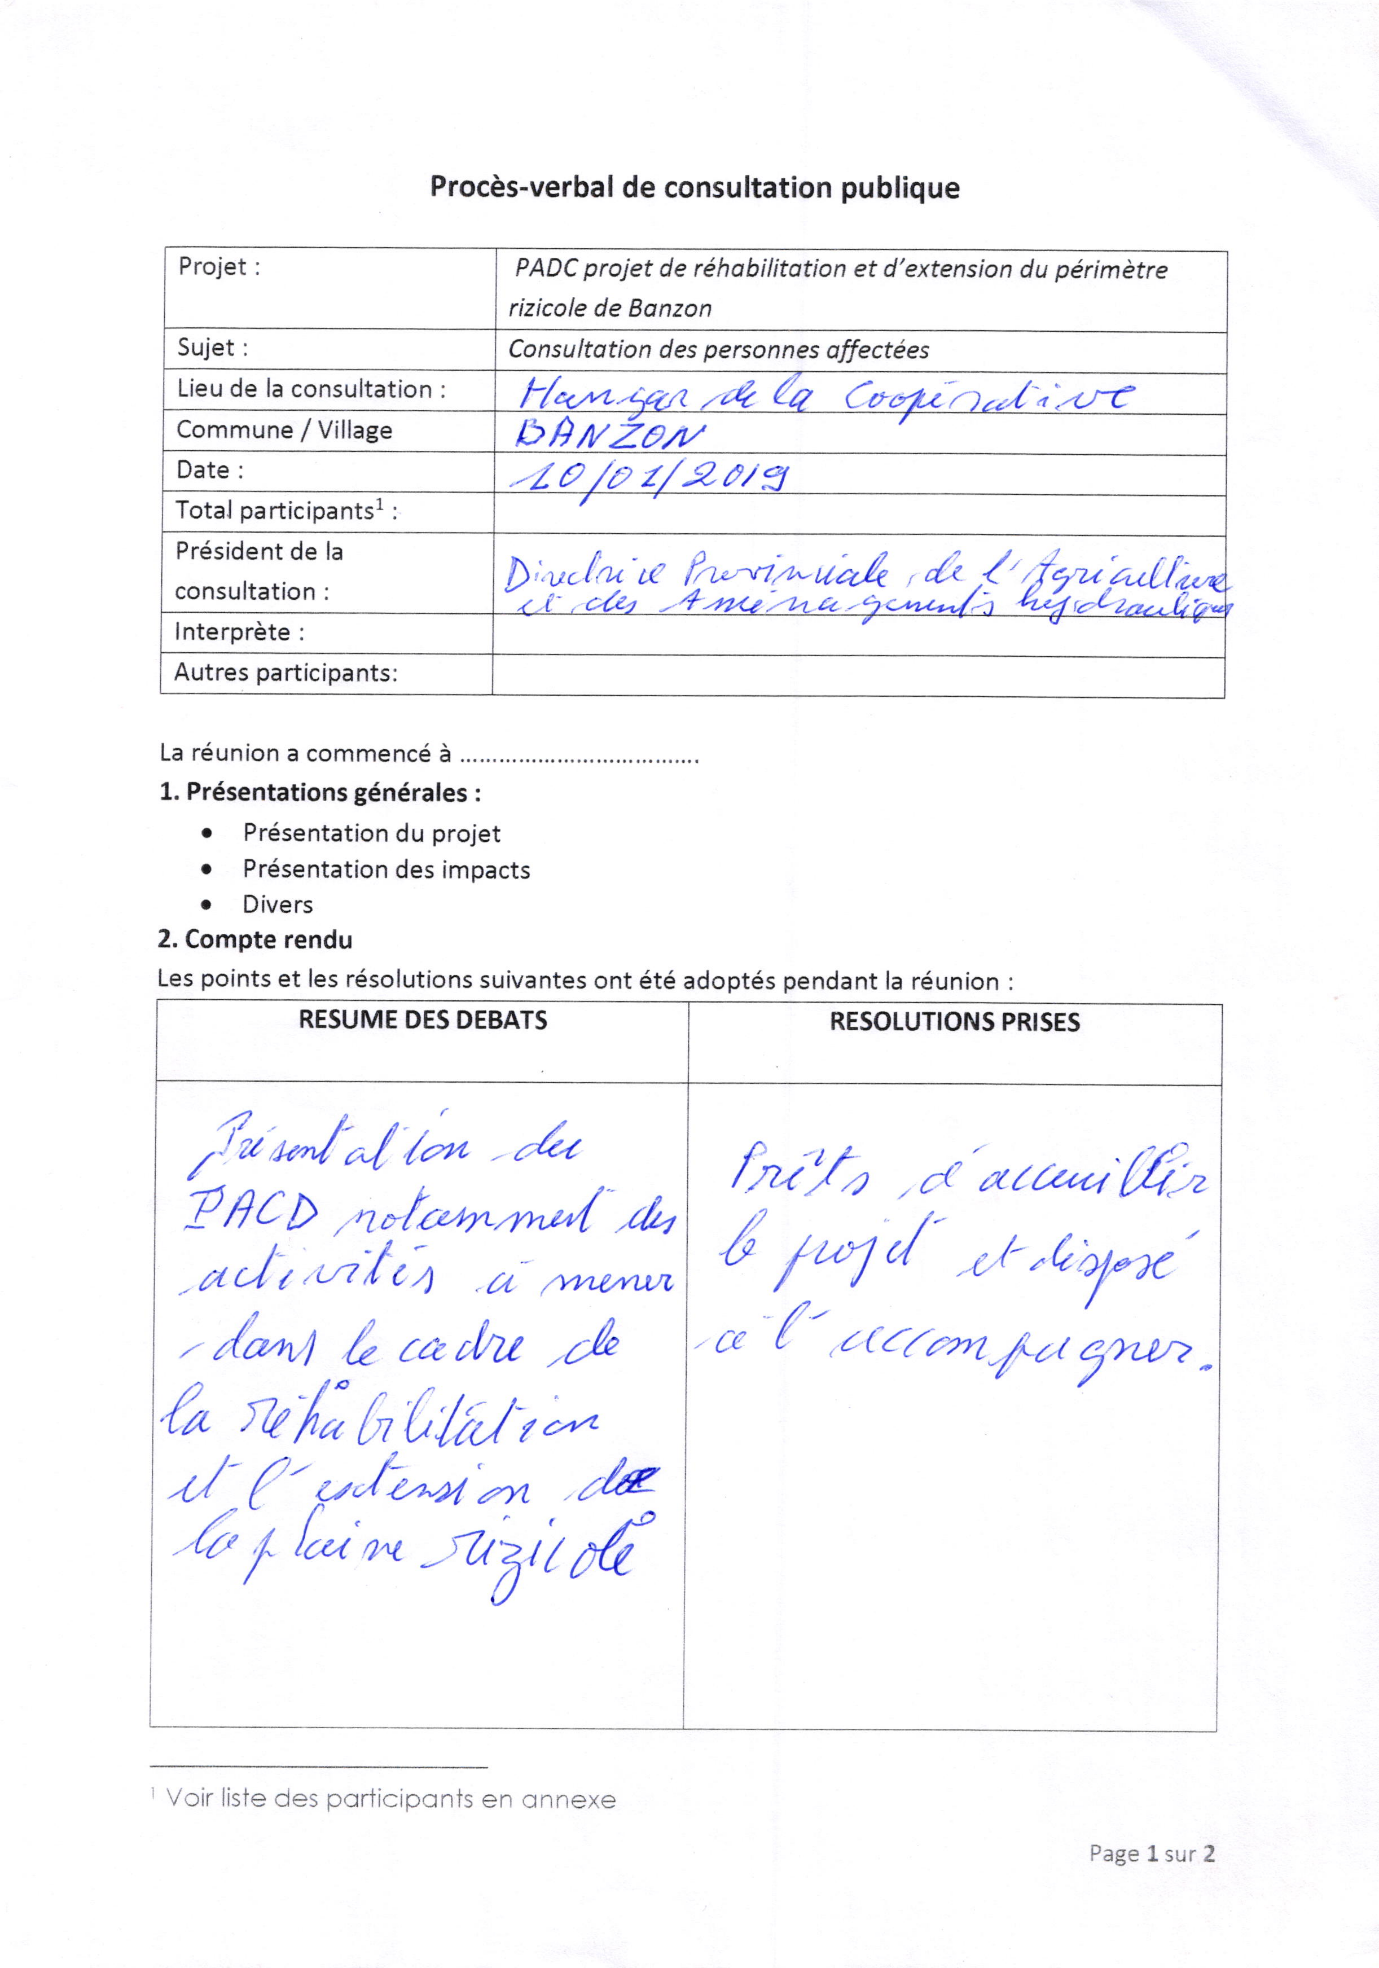 Procès-verbal de consultation publique
Projet : PADC projet de réhabilitation et d'extension du périmètre
rizicole de Banzon
Sujet : Consultation des personnes affectées
Lieu de la consultation : Hangar de la Coopérative
Commune / Village BANZON
Date : 10/01/2019
Total participants¹ :
Président de la
consultation : Directrice Provinciale de l'Agriculture
et des Aménagements hydrauliques
Interprète :
Autres participants:
La réunion a commencé à ......................................
1. Présentations générales :
• Présentation du projet
• Présentation des impacts
• Divers
2. Compte rendu
Les points et les résolutions suivantes ont été adoptés pendant la réunion :
RESUME DES DEBATS
Présentation du
PACD notamment des
activités à mener
dans le cadre de
la réhabilitation
et l'extension de
la plaine rizicole
RESOLUTIONS PRISES
Prêts d'accueillir
le projet et disposé
à l'accompagner.
¹ Voir liste des participants en annexe
Page 1 sur 2